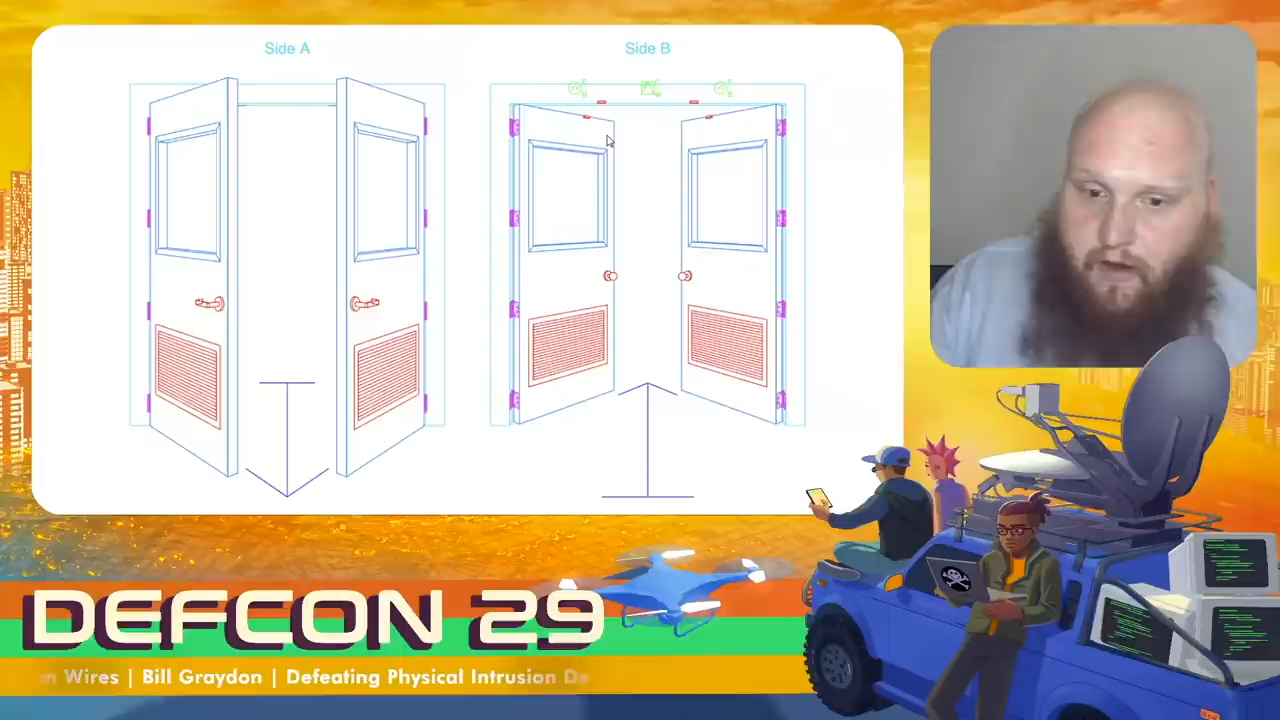 Side A
Side B
DEFCON 29
Wires | Bill Graydon | Defeating Physical Intrusion